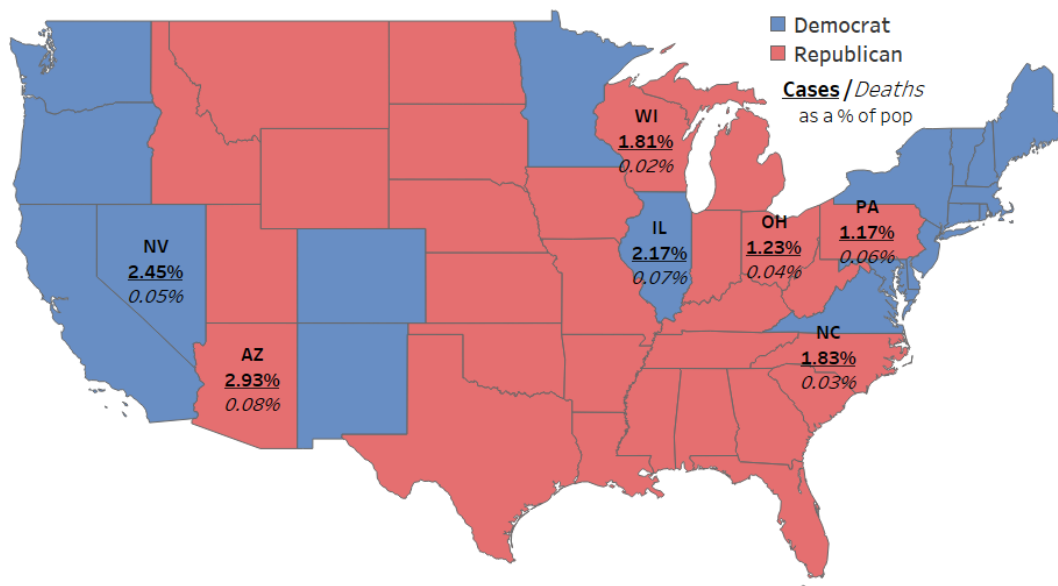 Democrat
Republican
Cases / Deaths
as a % of pop
WI
1.81%
0.02%
NV
2.45%
0.05%
IL
2.17%
0.07%
OH
1.23%
0.04%
PA
1.17%
0.06%
AZ
2.93%
0.08%
NC
1.83%
0.03%